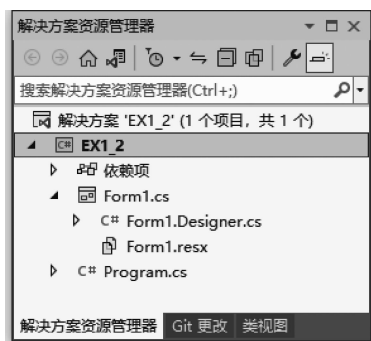 解决方案资源管理器
搜索解决方案资源管理器(Ctrl+;)
解决方案 'EX1_2' (1 个项目，共 1 个)
C# EX1_2
依赖项
Form1.cs
C# Form1.Designer.cs
Form1.resx
C# Program.cs
解决方案资源管理器 Git 更改 类视图